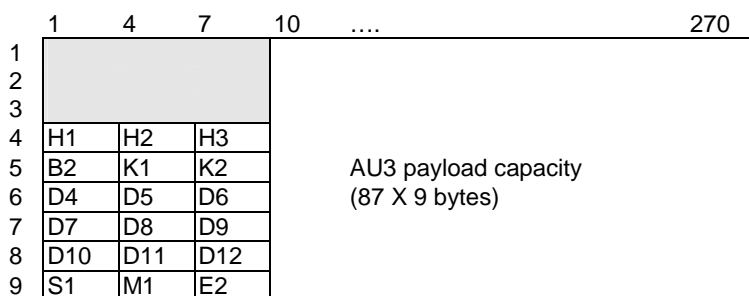 1 4 7 10 …. 270
1
2
3
4 H1 H2 H3
5 B2 K1 K2 AU3 payload capacity
6 D4 D5 D6 (87 X 9 bytes)
7 D7 D8 D9
8 D10 D11 D12
9 S1 M1 E2